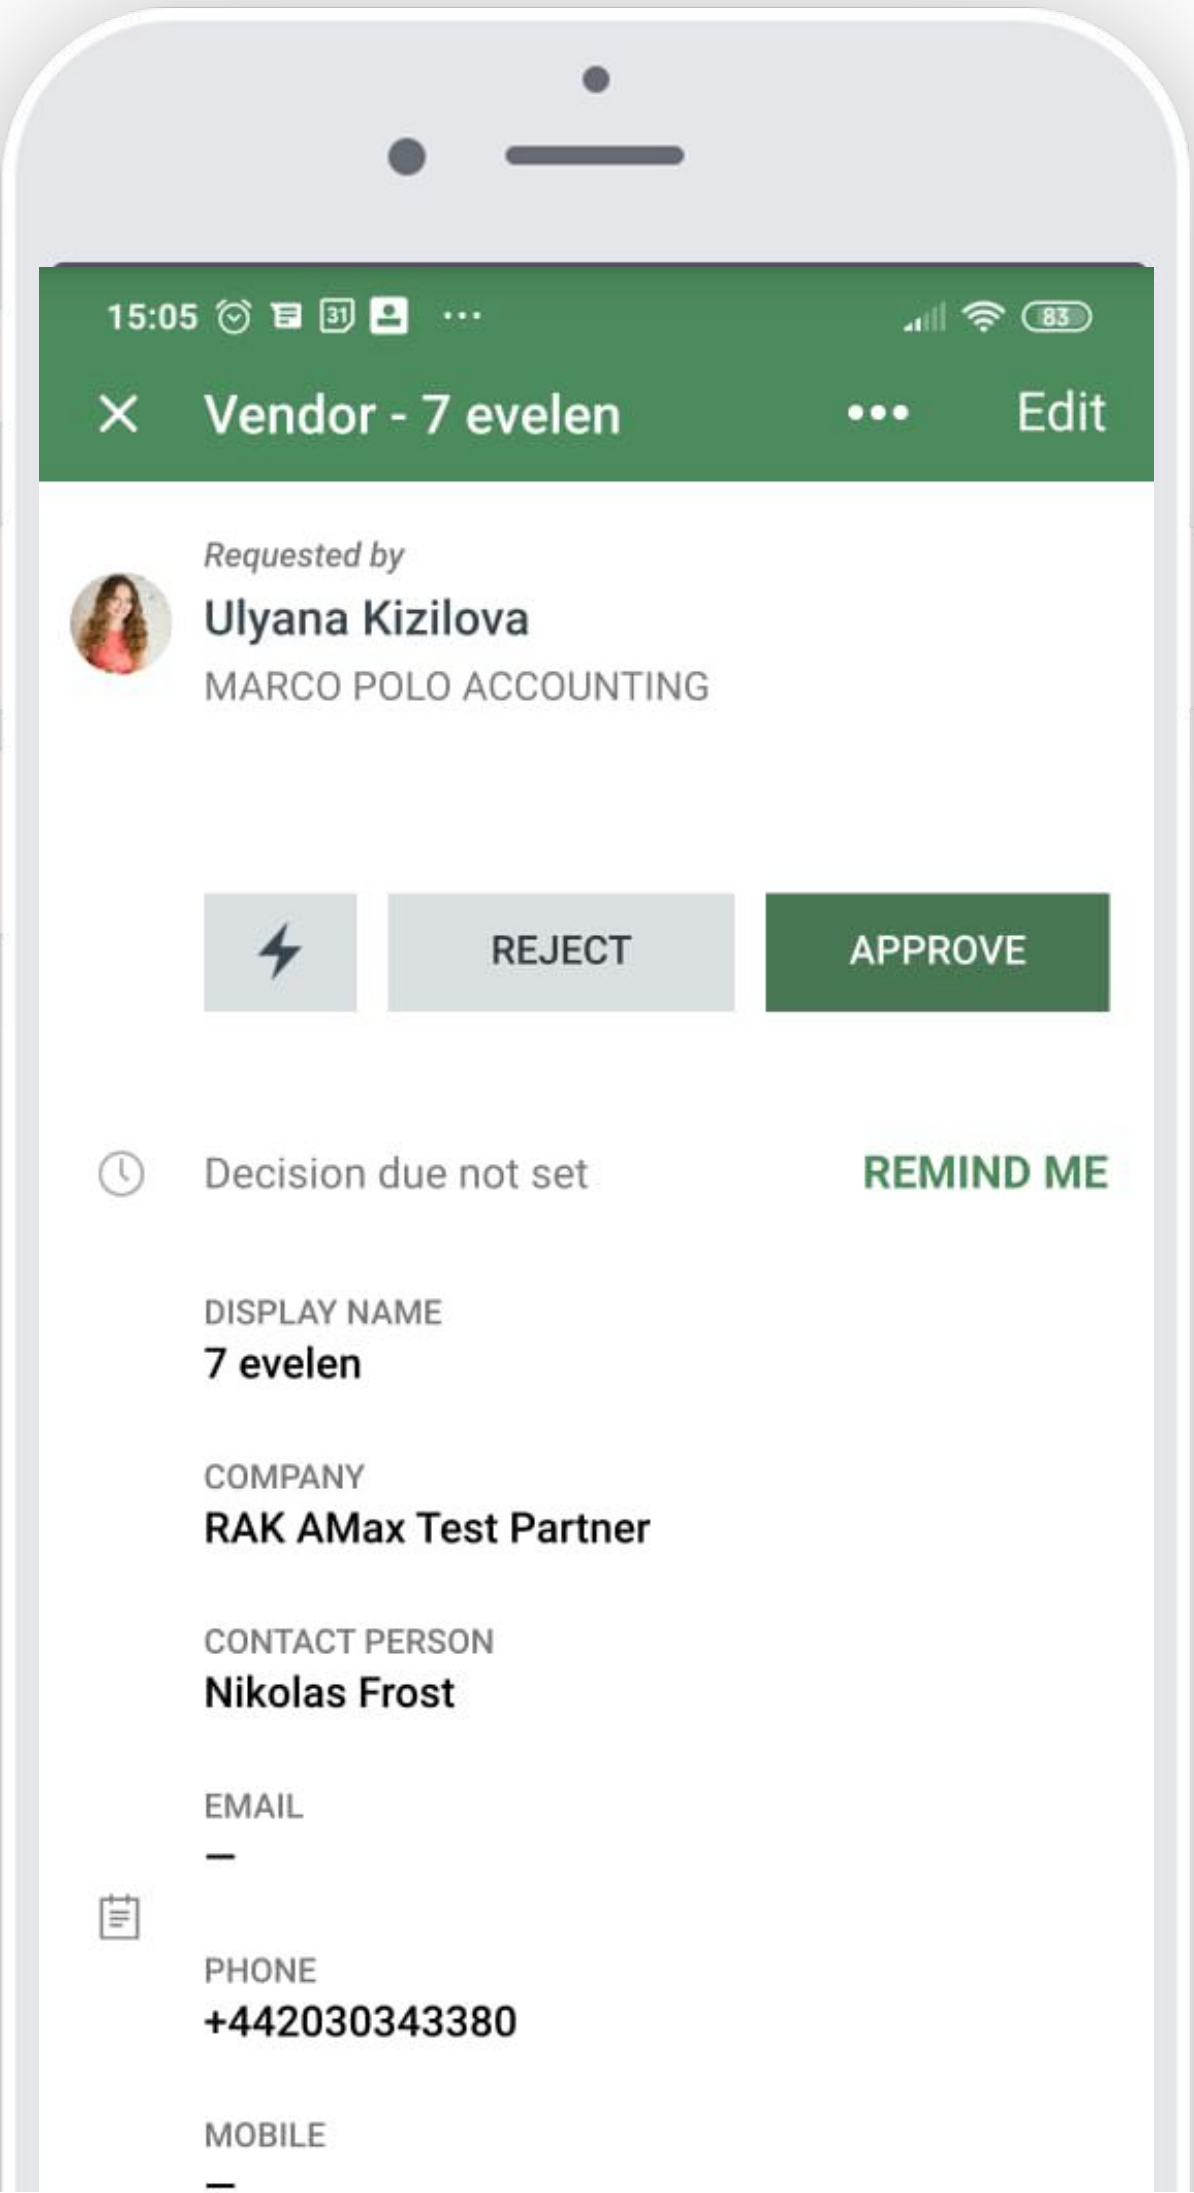 15:05 31 ... 83
Vendor - 7 evelen ••• Edit
Requested by
Ulyana Kizilova
MARCO POLO ACCOUNTING
REJECT APPROVE
Decision due not set REMIND ME
DISPLAY NAME
7 evelen
COMPANY
RAK AMax Test Partner
CONTACT PERSON
Nikolas Frost
EMAIL
—
PHONE
+442030343380
MOBILE
—